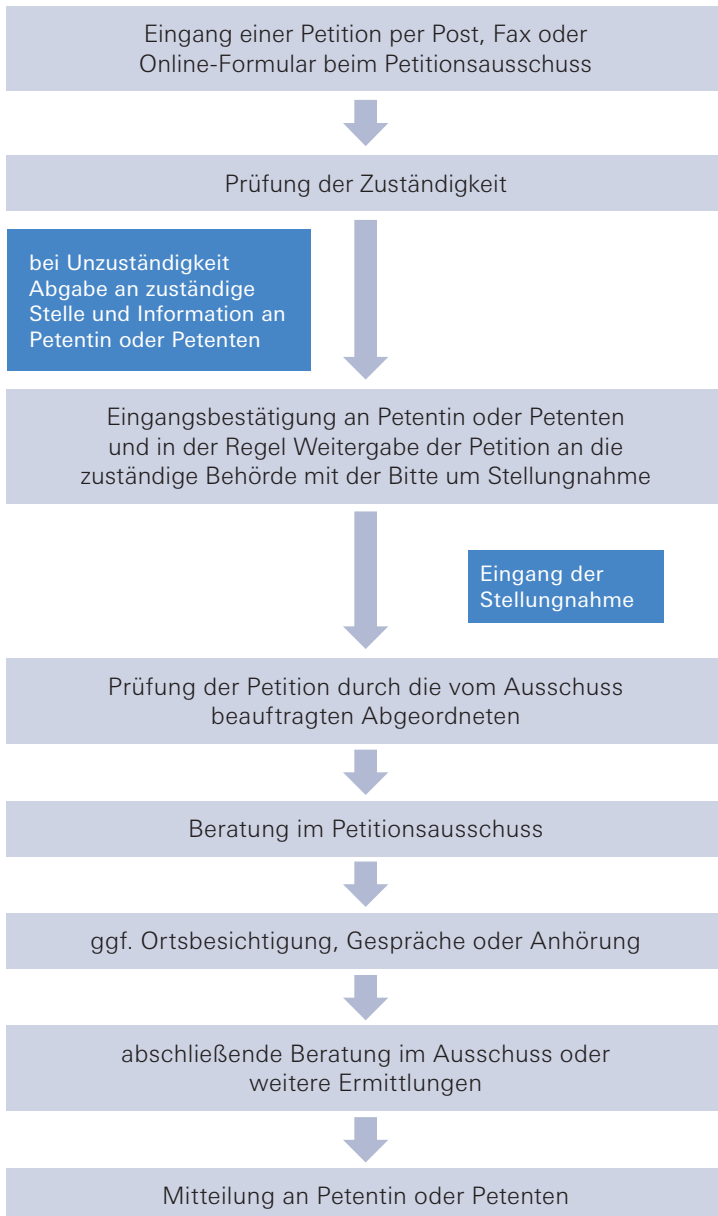 Eingang einer Petition per Post, Fax oder
Online-Formular beim Petitionsausschuss
Prüfung der Zuständigkeit
bei Unzuständigkeit
Abgabe an zuständige
Stelle und Information an
Petentin oder Petenten
Eingangsbestätigung an Petentin oder Petenten
und in der Regel Weitergabe der Petition an die
zuständige Behörde mit der Bitte um Stellungnahme
Eingang der
Stellungnahme
Prüfung der Petition durch die vom Ausschuss
beauftragten Abgeordneten
Beratung im Petitionsausschuss
ggf. Ortsbesichtigung, Gespräche oder Anhörung
abschließende Beratung im Ausschuss oder
weitere Ermittlungen
Mitteilung an Petentin oder Petenten